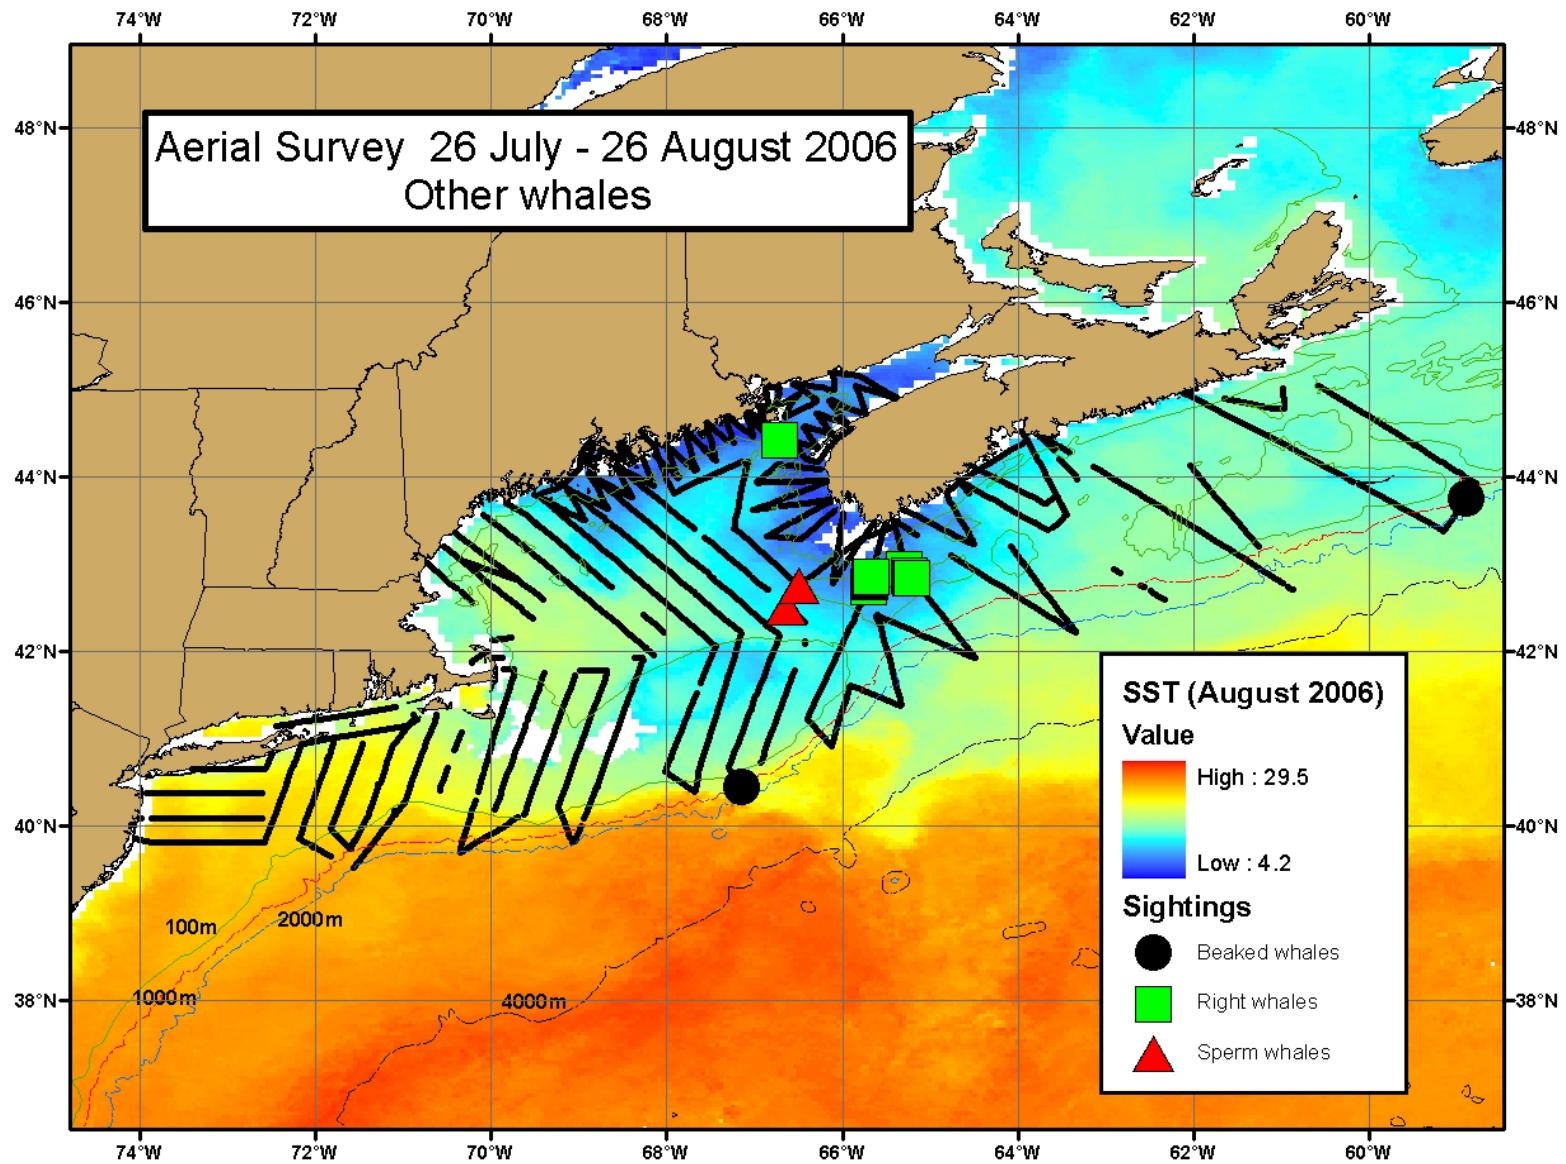 74°W 72°W 70°W 68°W 66°W 64°W 62°W 60°W
48°N 48°N
Aerial Survey 26 July - 26 August 2006
Other whales
46°N 46°N
44°N 44°N
42°N 42°N
SST (August 2006)
Value
High : 29.5
40°N 40°N
Low : 4.2
Sightings
100m
2000m
Beaked whales
1000m
4000m
38°N 38°N
Right whales
Sperm whales
74°W 72°W 70°W 68°W 66°W 64°W 62°W 60°W